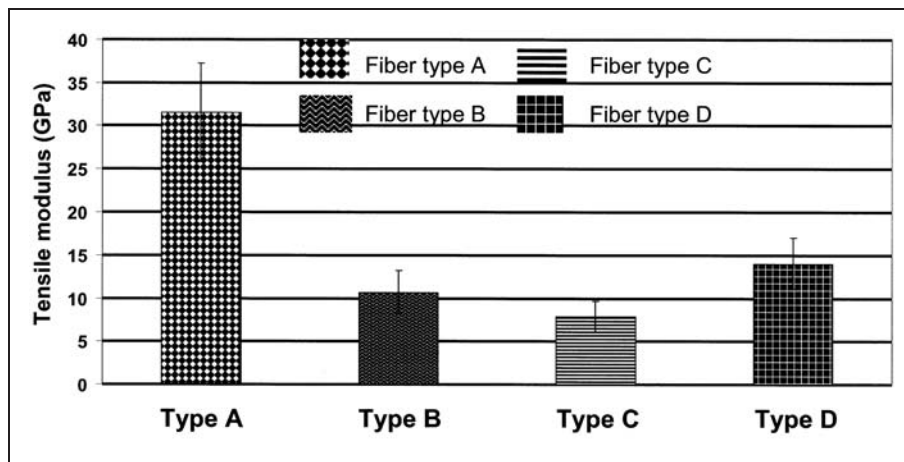 40
35
30
25
20
15
10
5
0
Tensile modulus (GPa)
Fiber type A
Fiber type C
Fiber type B
Fiber type D
Type A
Type B
Type C
Type D